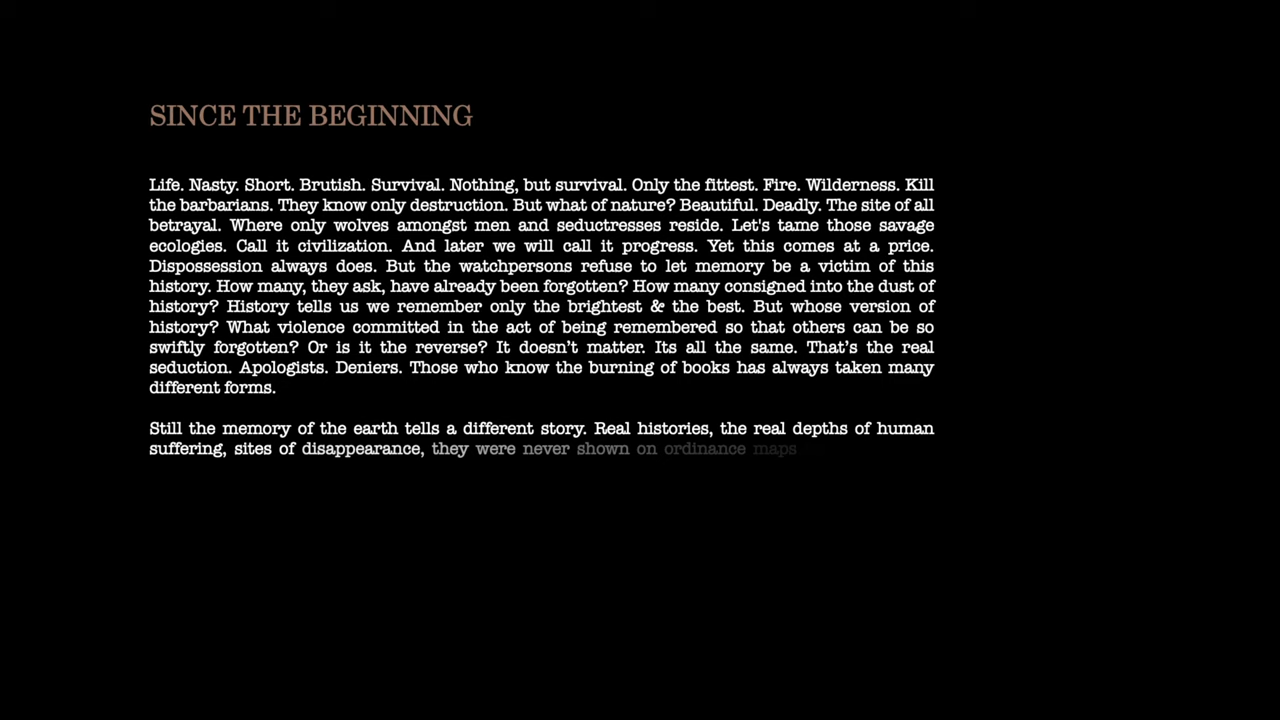 SINCE THE BEGINNING
Life. Nasty. Short. Brutish. Survival. Nothing, but survival. Only the fittest. Fire. Wilderness. Kill
the barbarians. They know only destruction. But what of nature? Beautiful. Deadly. The site of all
betrayal. Where only wolves amongst men and seductresses reside. Let's tame those savage
ecologies. Call it civilization. And later we will call it progress. Yet this comes at a price.
Dispossession always does. But the watchpersons refuse to let memory be a victim of this
history. How many, they ask, have already been forgotten? How many consigned into the dust of
history? History tells us we remember only the brightest & the best. But whose version of
history? What violence committed in the act of being remembered so that others can be so
swiftly forgotten? Or is it the reverse? It doesn’t matter. Its all the same. That’s the real
seduction. Apologists. Deniers. Those who know the burning of books has always taken many
different forms.
Still the memory of the earth tells a different story. Real histories, the real depths of human
suffering, sites of disappearance, they were never shown on ordinance maps